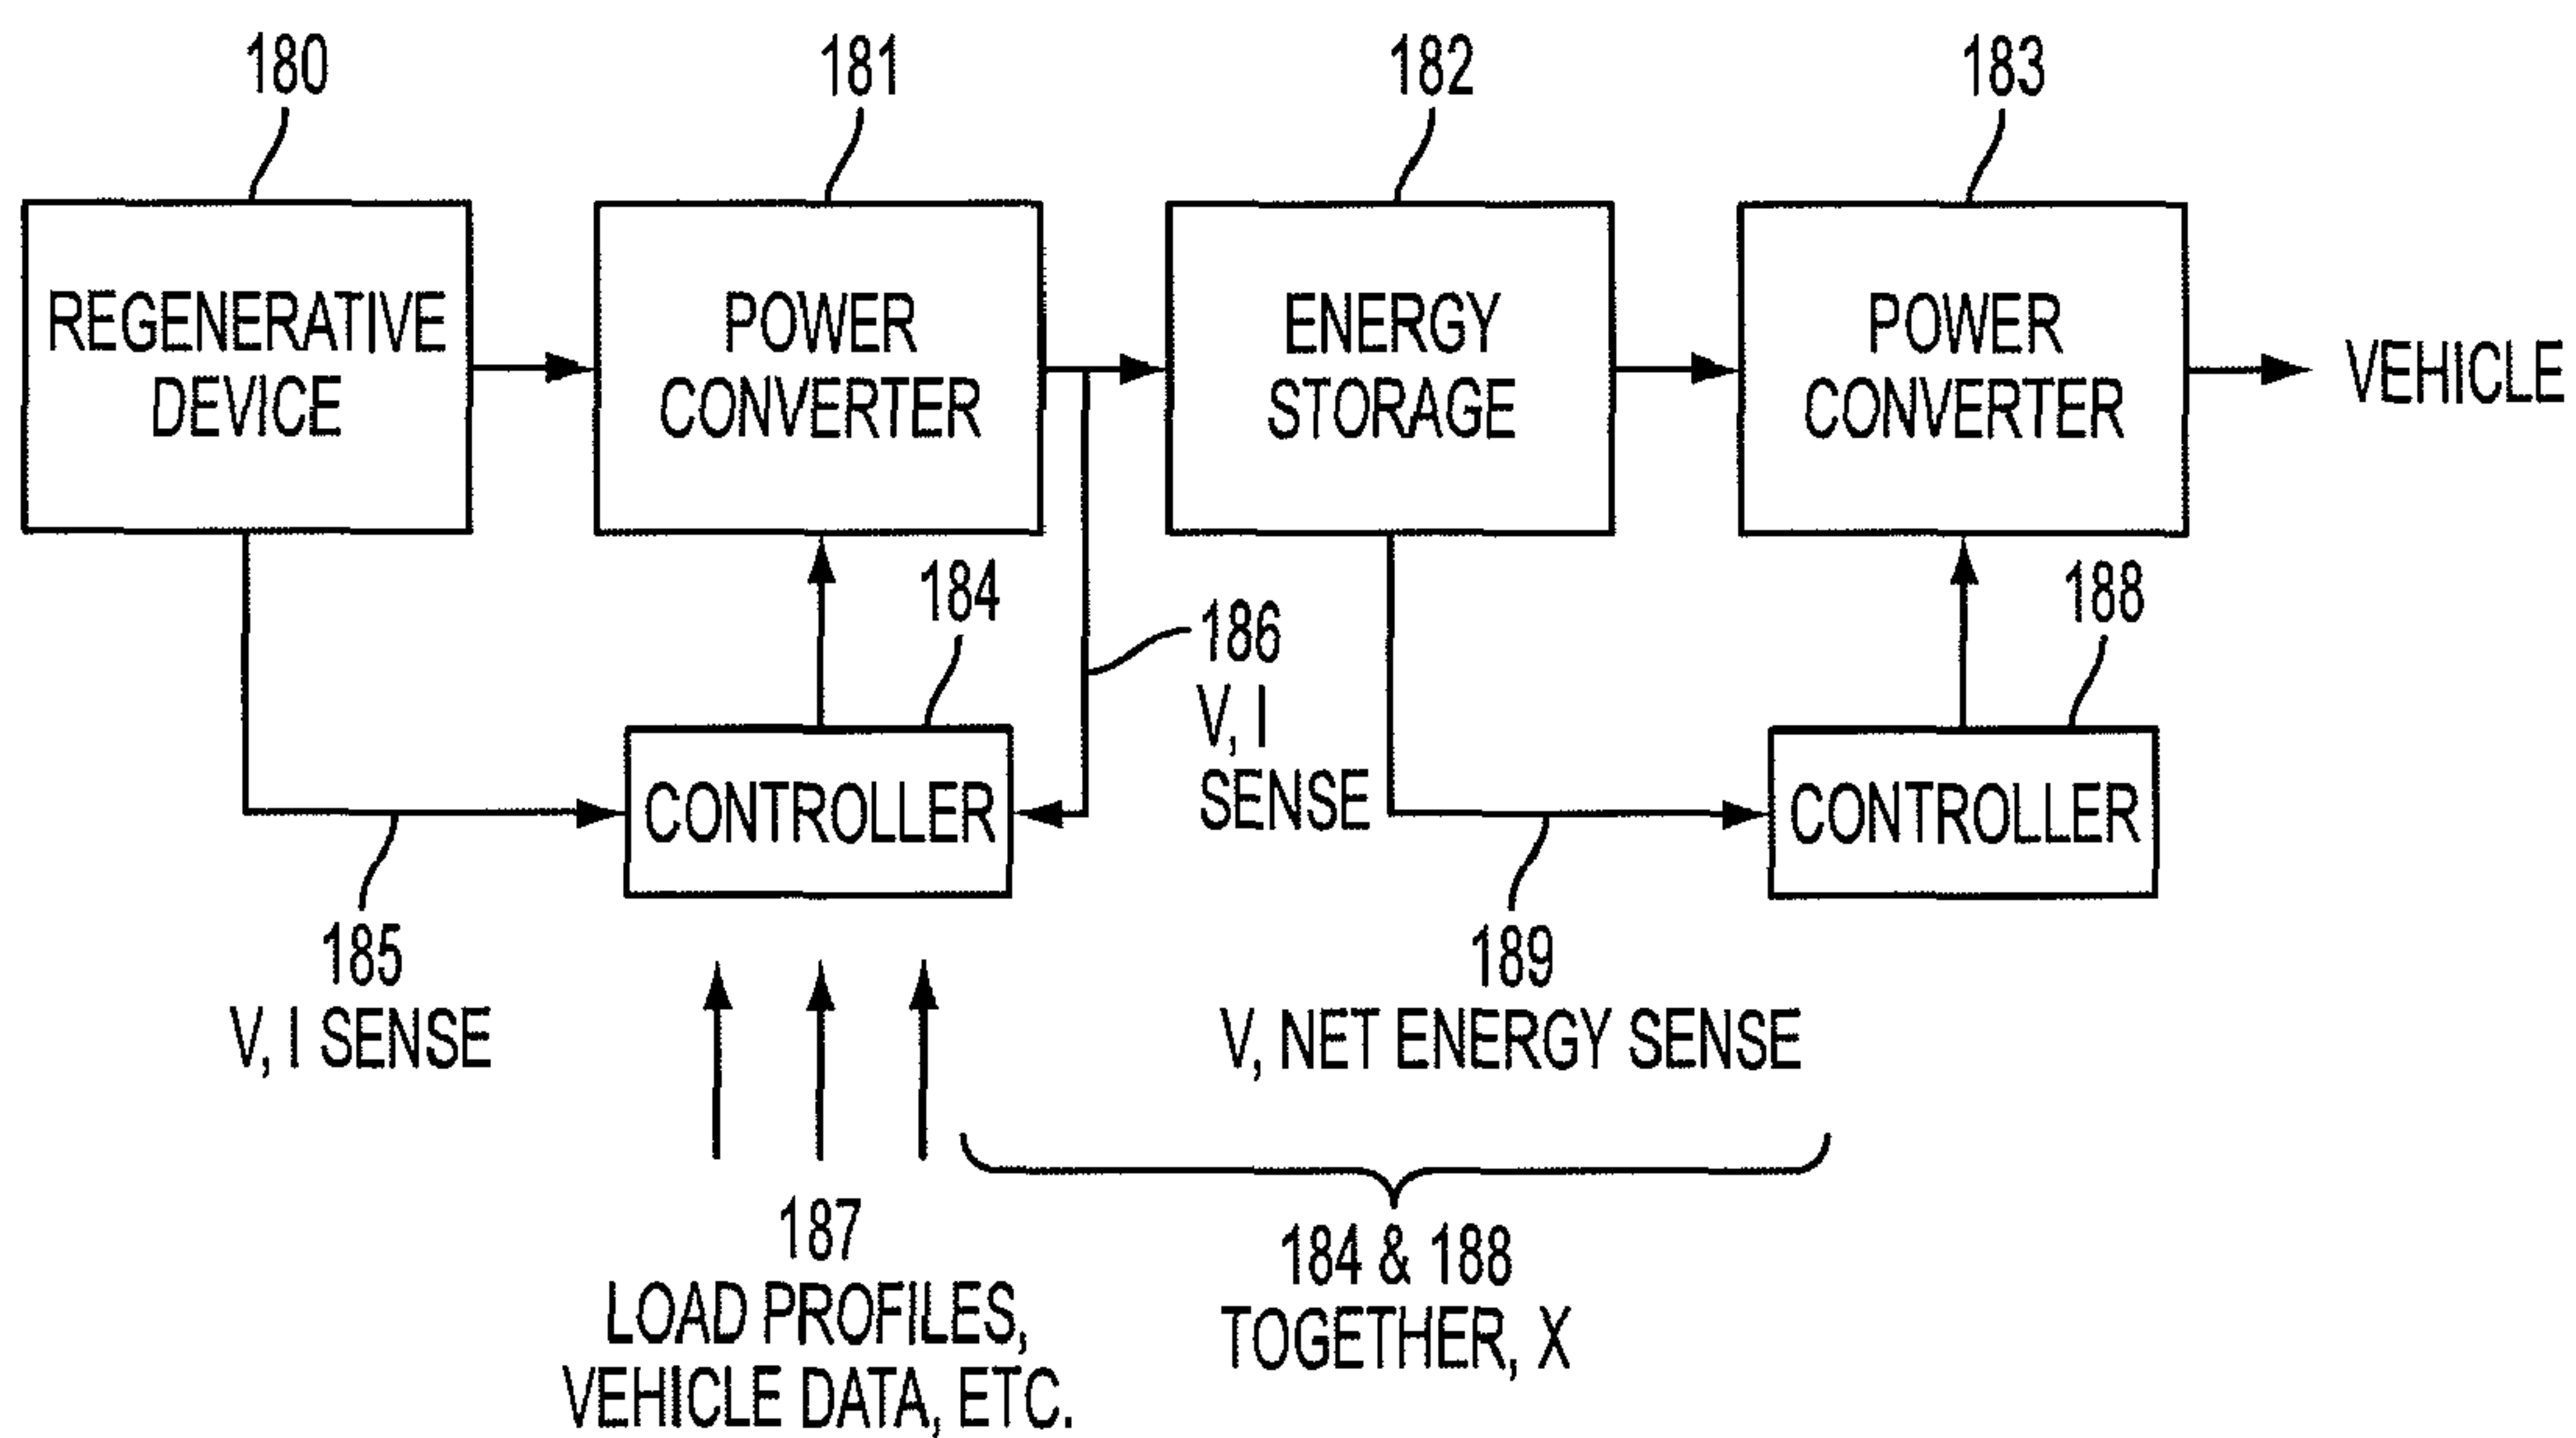 180
181
182
183
REGENERATIVE
DEVICE
POWER
CONVERTER
ENERGY
STORAGE
POWER
CONVERTER
VEHICLE
184
186
V, I
SENSE
188
CONTROLLER
CONTROLLER
185
V, I SENSE
189
V, NET ENERGY SENSE
187
LOAD PROFILES,
VEHICLE DATA, ETC.
184 & 188
TOGETHER, X